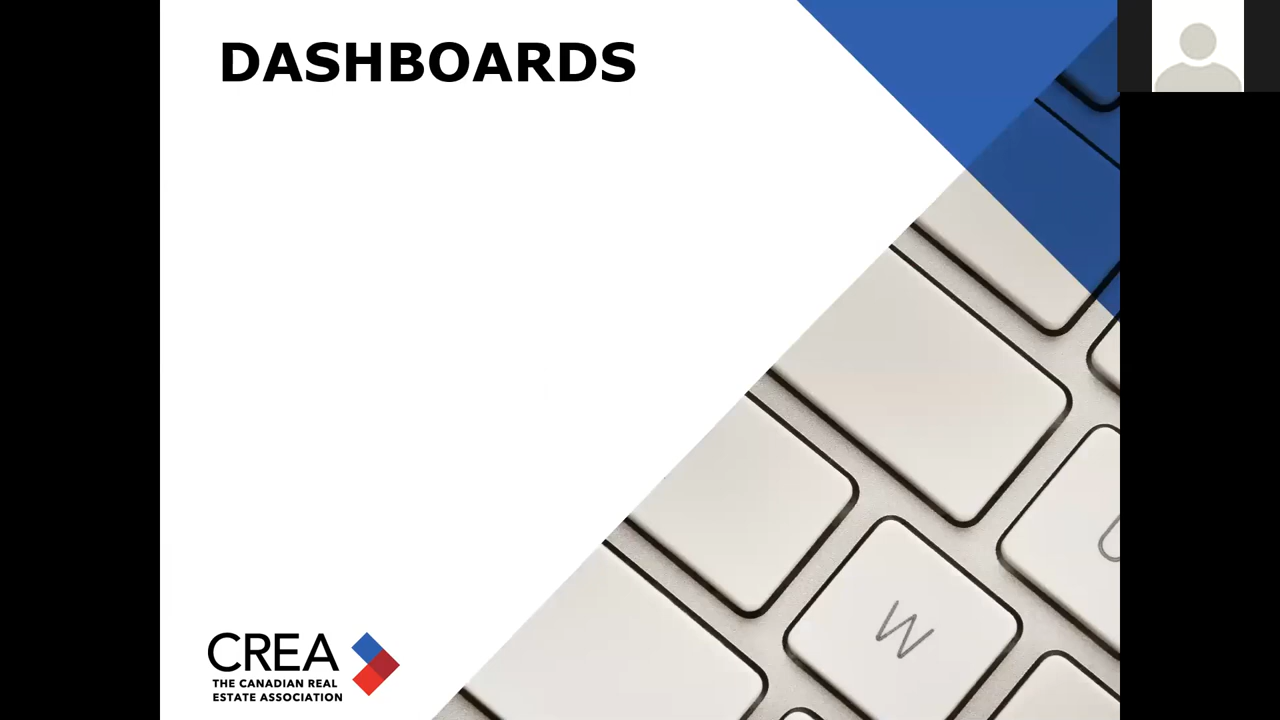 DASHBOARDS
W
CREA
THE CANADIAN REAL
ESTATE ASSOCIATION